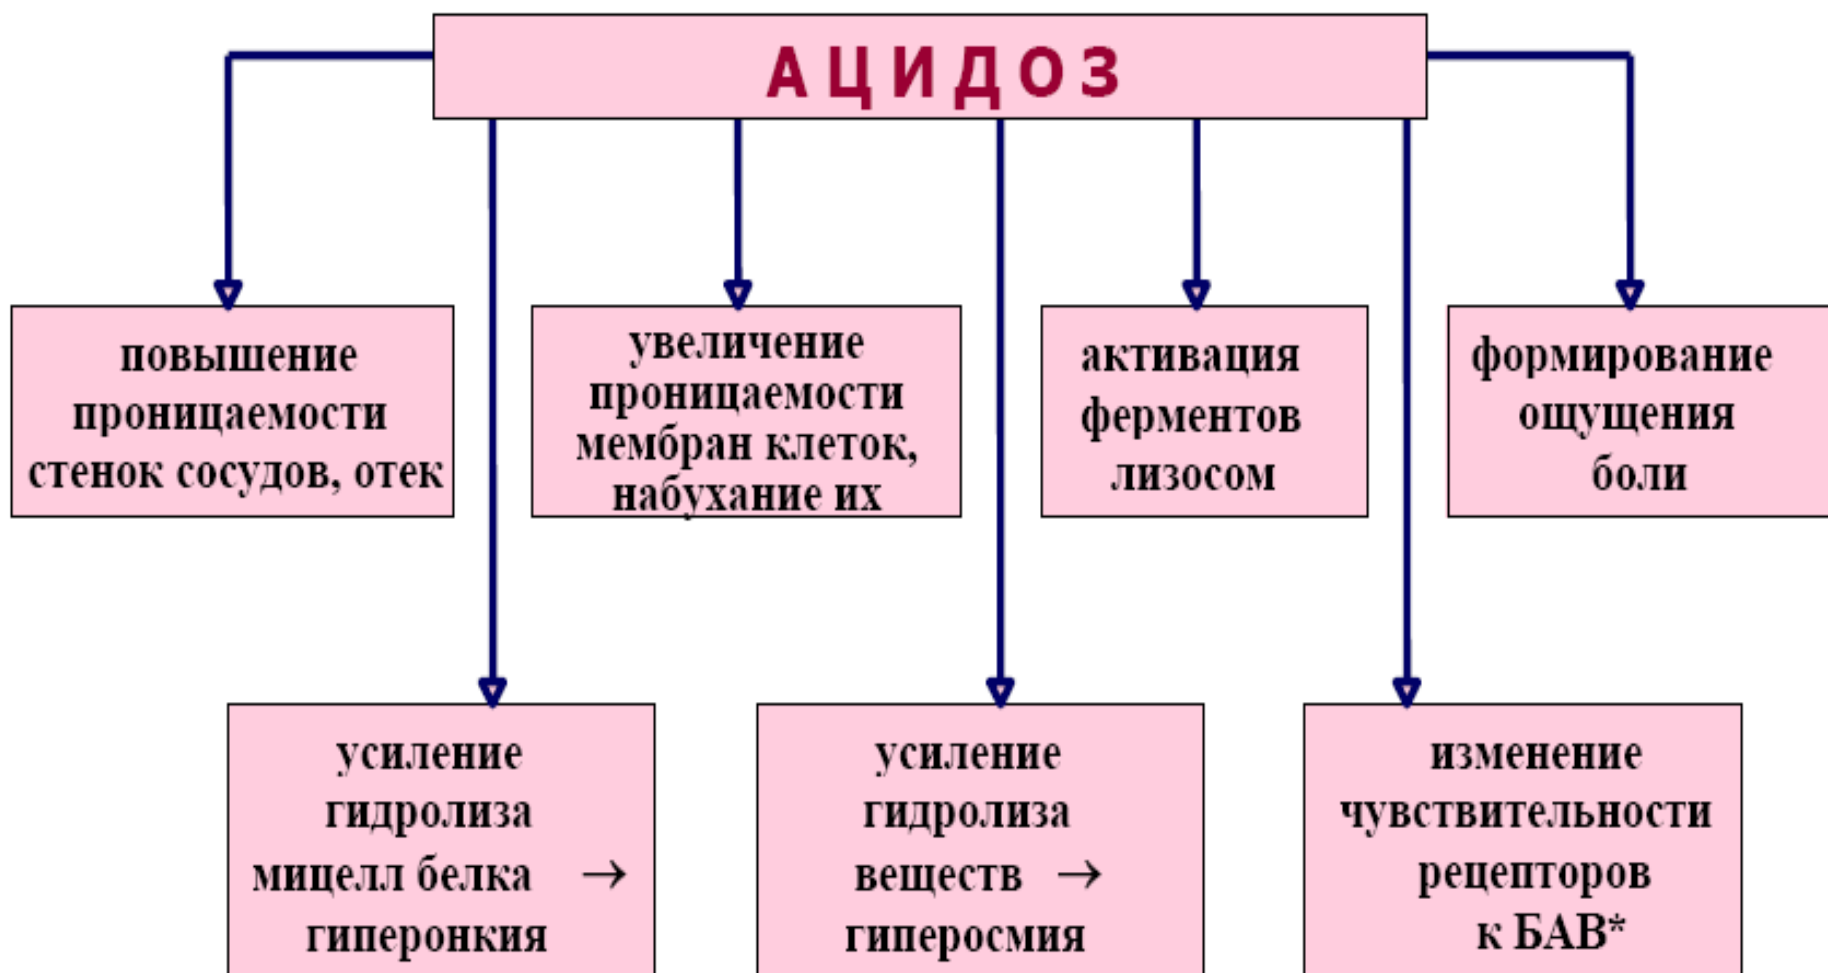 АЦИДОЗ
повышение
проницаемости
стенок сосудов, отек
увеличение
проницаемости
мембран клеток,
набухание их
активация
ферментов
лизосом
формирование
ощущения
боли
усиление
гидролиза
мицелл белка →
гиперонкия
усиление
гидролиза
веществ →
гиперосмия
изменение
чувствительности
рецепторов
к БАВ*